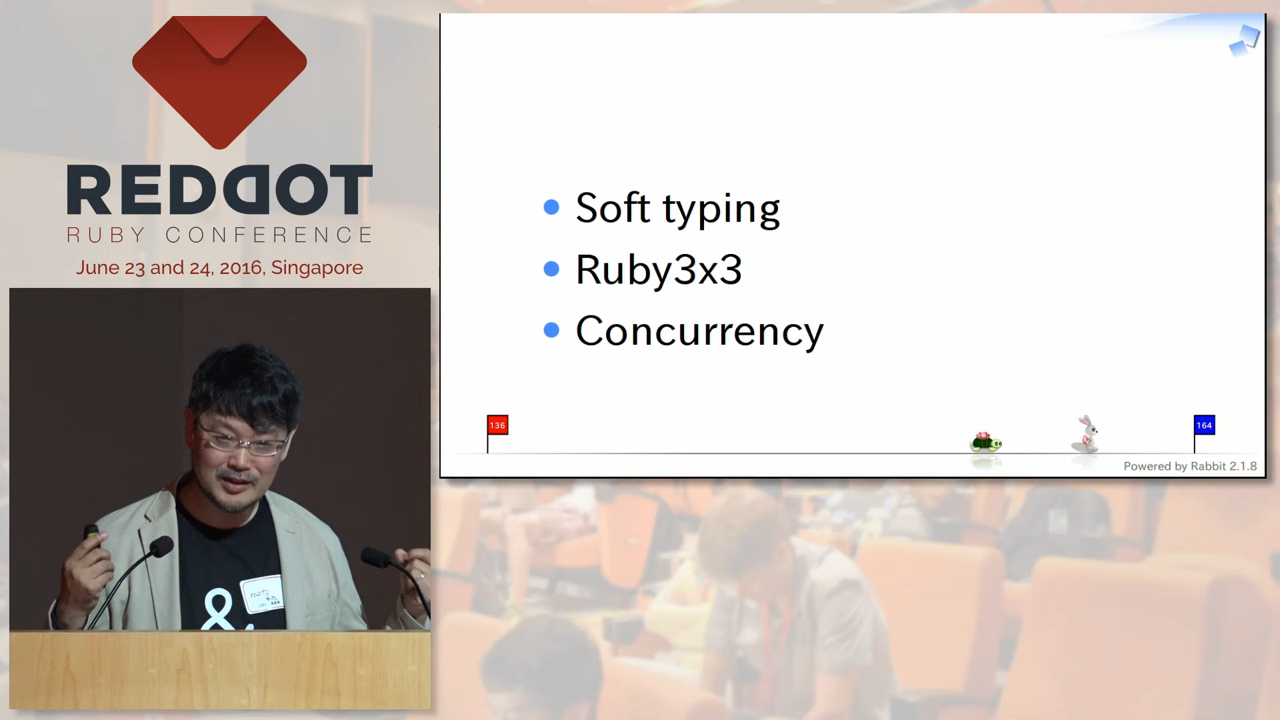 REDDOT
RUBY CONFERENCE
June 23 and 24, 2016, Singapore
Soft typing
Ruby3x3
Concurrency
136
164
Powered by Rabbit 2.1.8
matz
&